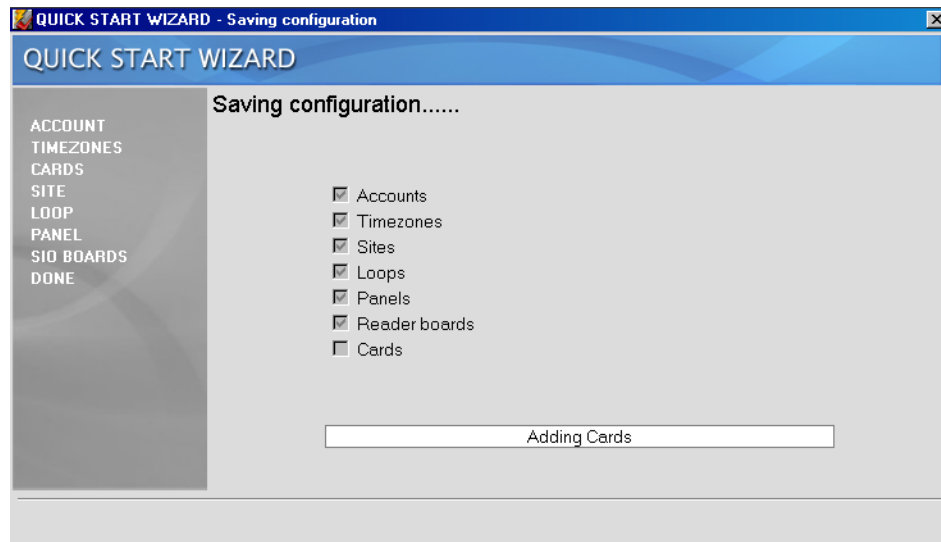 QUICK START WIZARD - Saving configuration
QUICK START WIZARD
Saving configuration......
ACCOUNT
TIMEZONES
CARDS
SITE
LOOP
PANEL
SIO BOARDS
DONE
Accounts
Timezones
Sites
Loops
Panels
Reader boards
Cards
Adding Cards